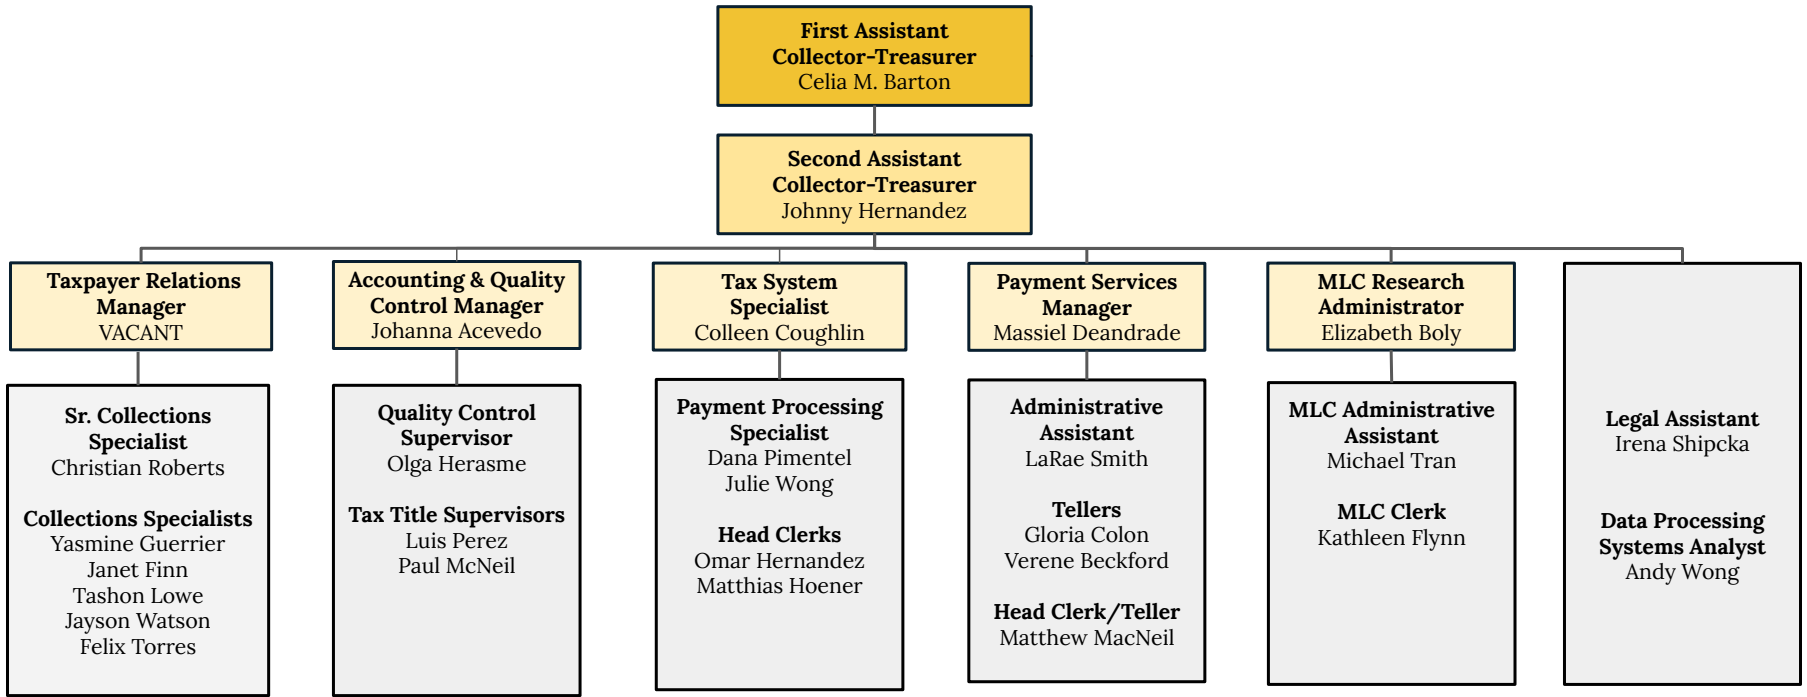 First Assistant
Collector-Treasurer
Celia M. Barton
Second Assistant
Collector-Treasurer
Johnny Hernandez
Taxpayer Relations
Manager
VACANT
Accounting & Quality
Control Manager
Johanna Acevedo
Tax System
Specialist
Colleen Coughlin
Payment Services
Manager
Massiel Deandrade
MLC Research
Administrator
Elizabeth Boly
Sr. Collections
Specialist
Christian Roberts
Collections Specialists
Yasmine Guerrier
Janet Finn
Tashon Lowe
Jayson Watson
Felix Torres
Quality Control
Supervisor
Olga Herasme
Tax Title Supervisors
Luis Perez
Paul McNeil
Payment Processing
Specialist
Dana Pimentel
Julie Wong
Head Clerks
Omar Hernandez
Matthias Hoener
Administrative
Assistant
LaRae Smith
Tellers
Gloria Colon
Verene Beckford
Head Clerk/Teller
Matthew MacNeil
MLC Administrative
Assistant
Michael Tran
MLC Clerk
Kathleen Flynn
Legal Assistant
Irena Shipcka
Data Processing
Systems Analyst
Andy Wong